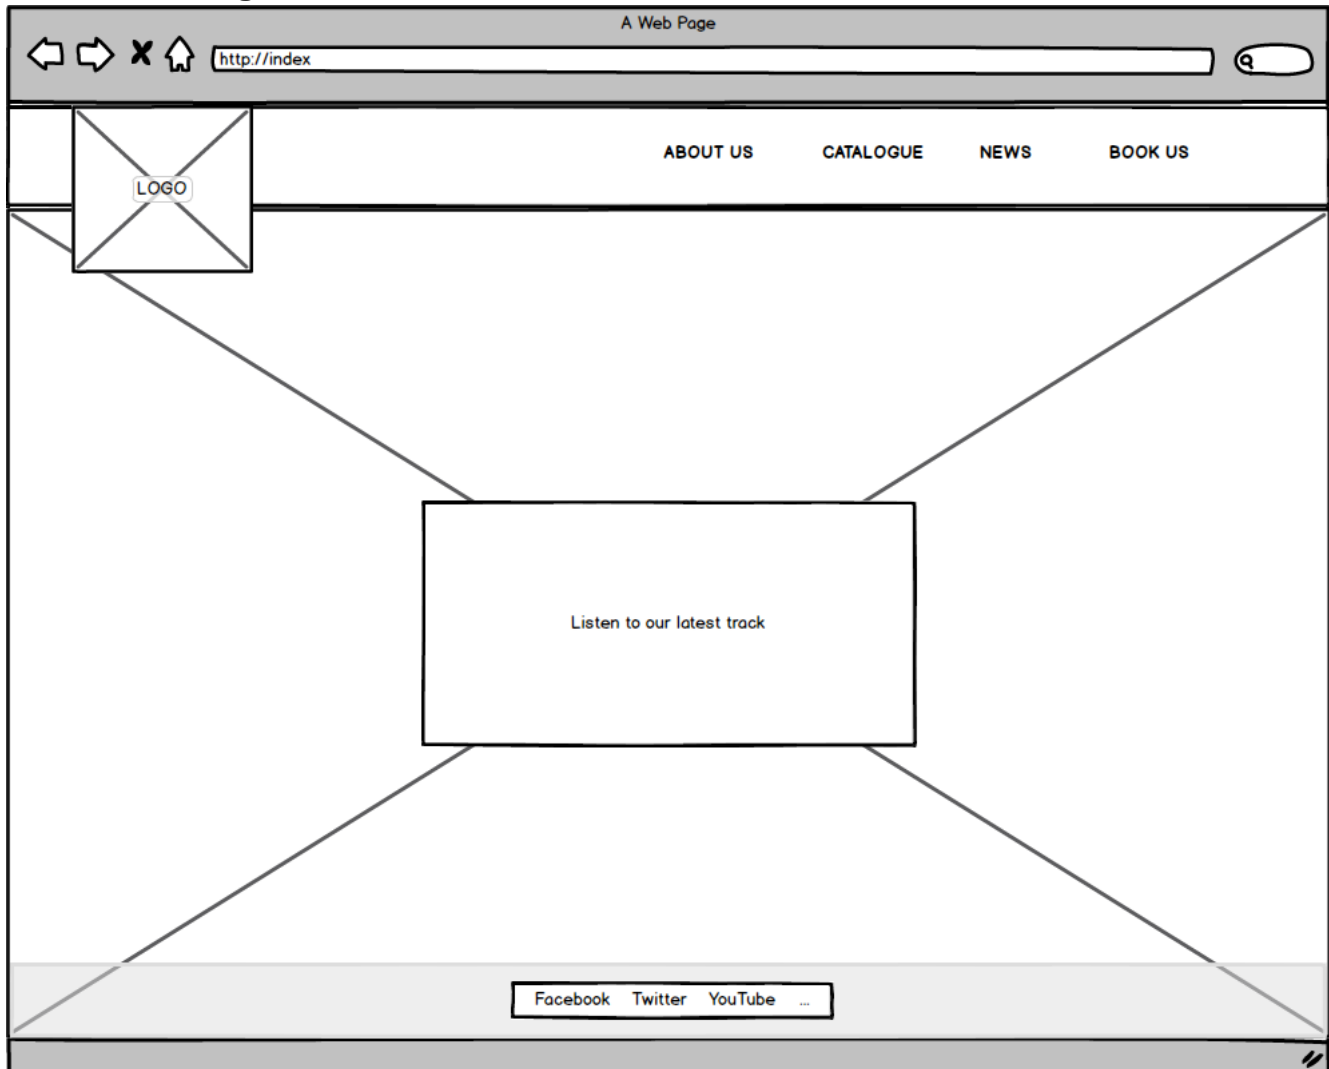 A Web Page
http://index
LOGO
ABOUT US CATALOGUE NEWS BOOK US
Listen to our latest track
Facebook Twitter YouTube ...